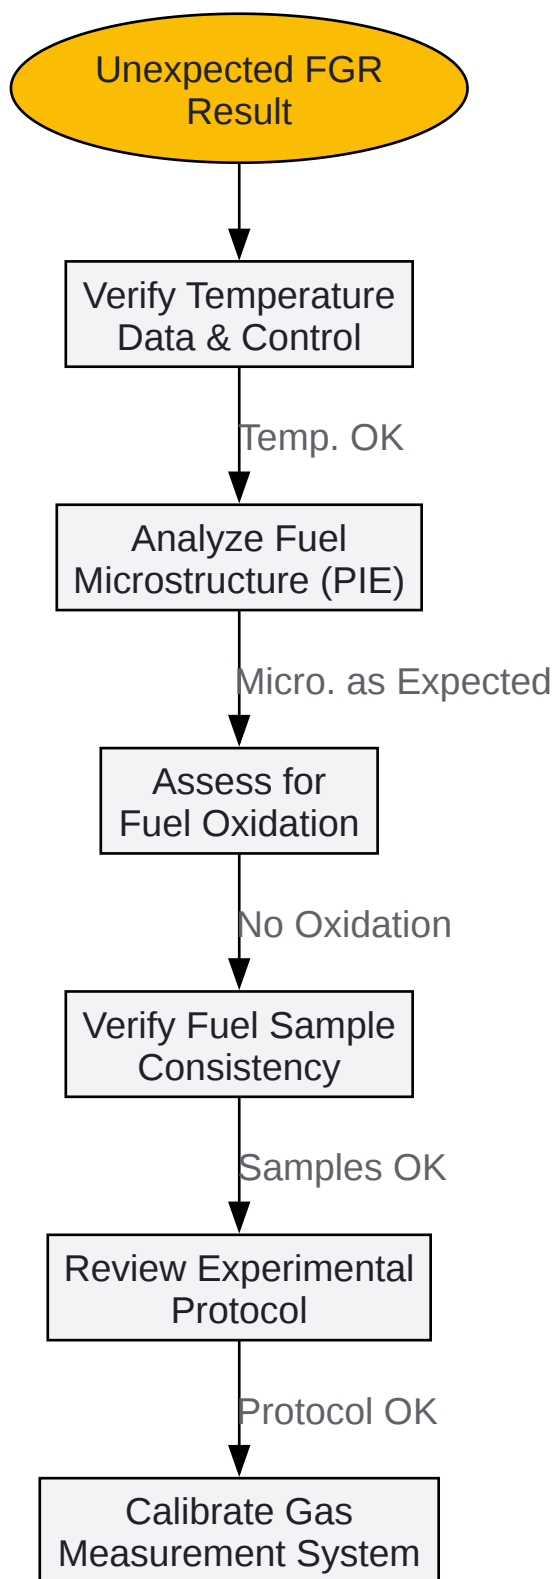 Unexpected FGR
Result
Verify Temperature
Data & Control
Temp. OK
Analyze Fuel
Microstructure (PIE)
Micro. as Expected
Assess for
Fuel Oxidation
No Oxidation
Verify Fuel Sample
Consistency
Samples OK
Review Experimental
Protocol
Protocol OK
Calibrate Gas
Measurement System